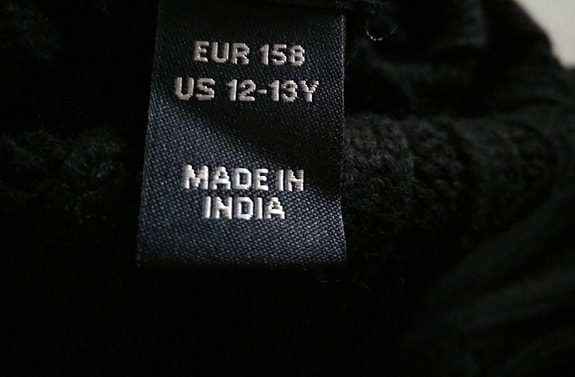 EUR 158
US 12-13Y
MADE IN
INDIA